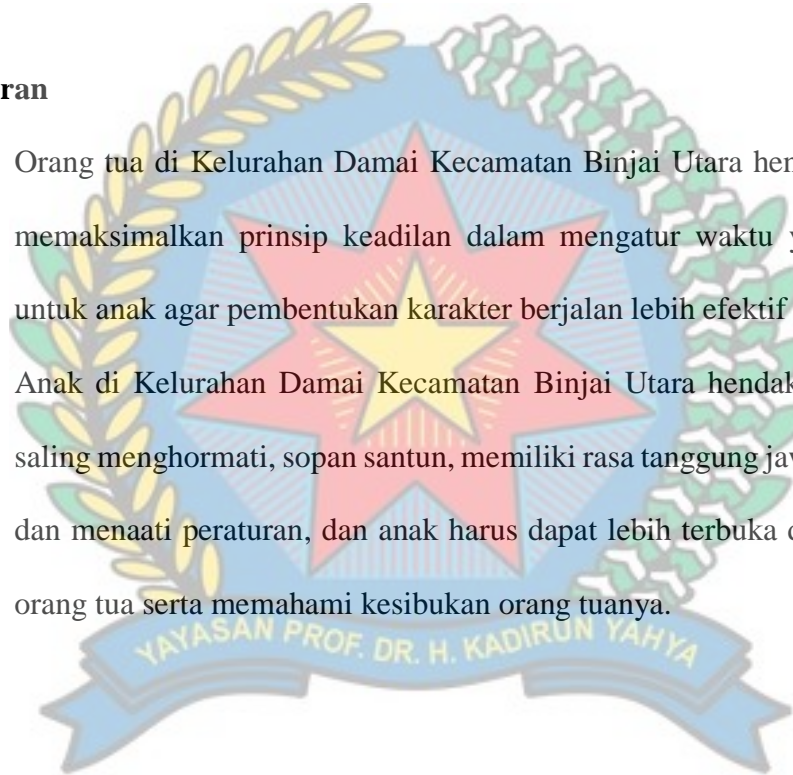 ran
Orang tua di Kelurahan Damai Kecamatan Binjai Utara hen
memaksimalkan prinsip keadilan dalam mengatur waktu y
untuk anak agar pembentukan karakter berjalan lebih efektif
Anak di Kelurahan Damai Kecamatan Binjai Utara hendak
saling menghormati, sopan santun, memiliki rasa tanggung jav
dan menaati peraturan, dan anak harus dapat lebih terbuka d
orang tua serta memahami kesibukan orang tuanya.
YAYASAN PROF. DR. H. KADIRUN YAHYA